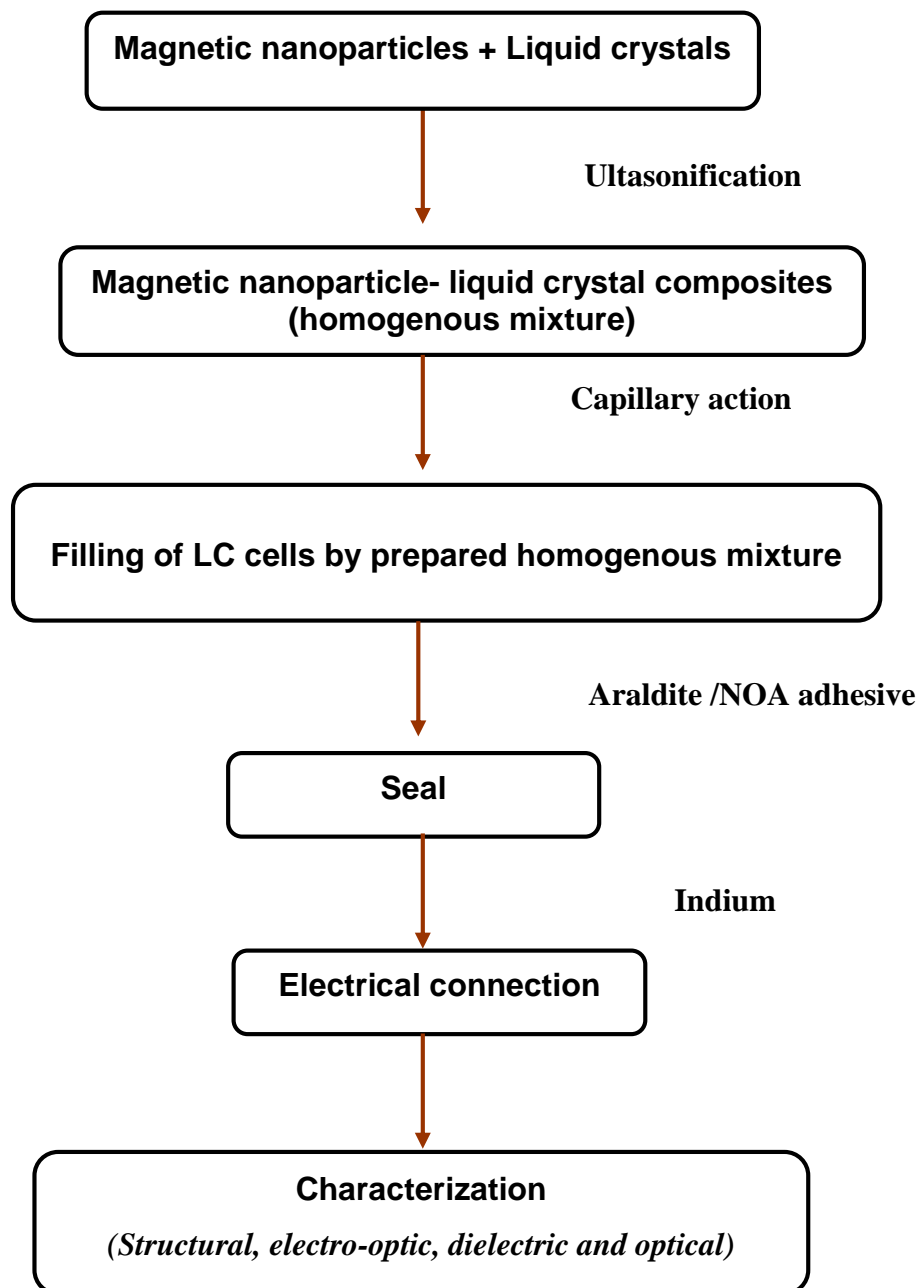 Magnetic nanoparticles + Liquid crystals
Ultasonification
Magnetic nanoparticle- liquid crystal composites
(homogenous mixture)
Capillary action
Filling of LC cells by prepared homogenous mixture
Araldite /NOA adhesive
Seal
Indium
Electrical connection
Characterization
(Structural, electro-optic, dielectric and optical)